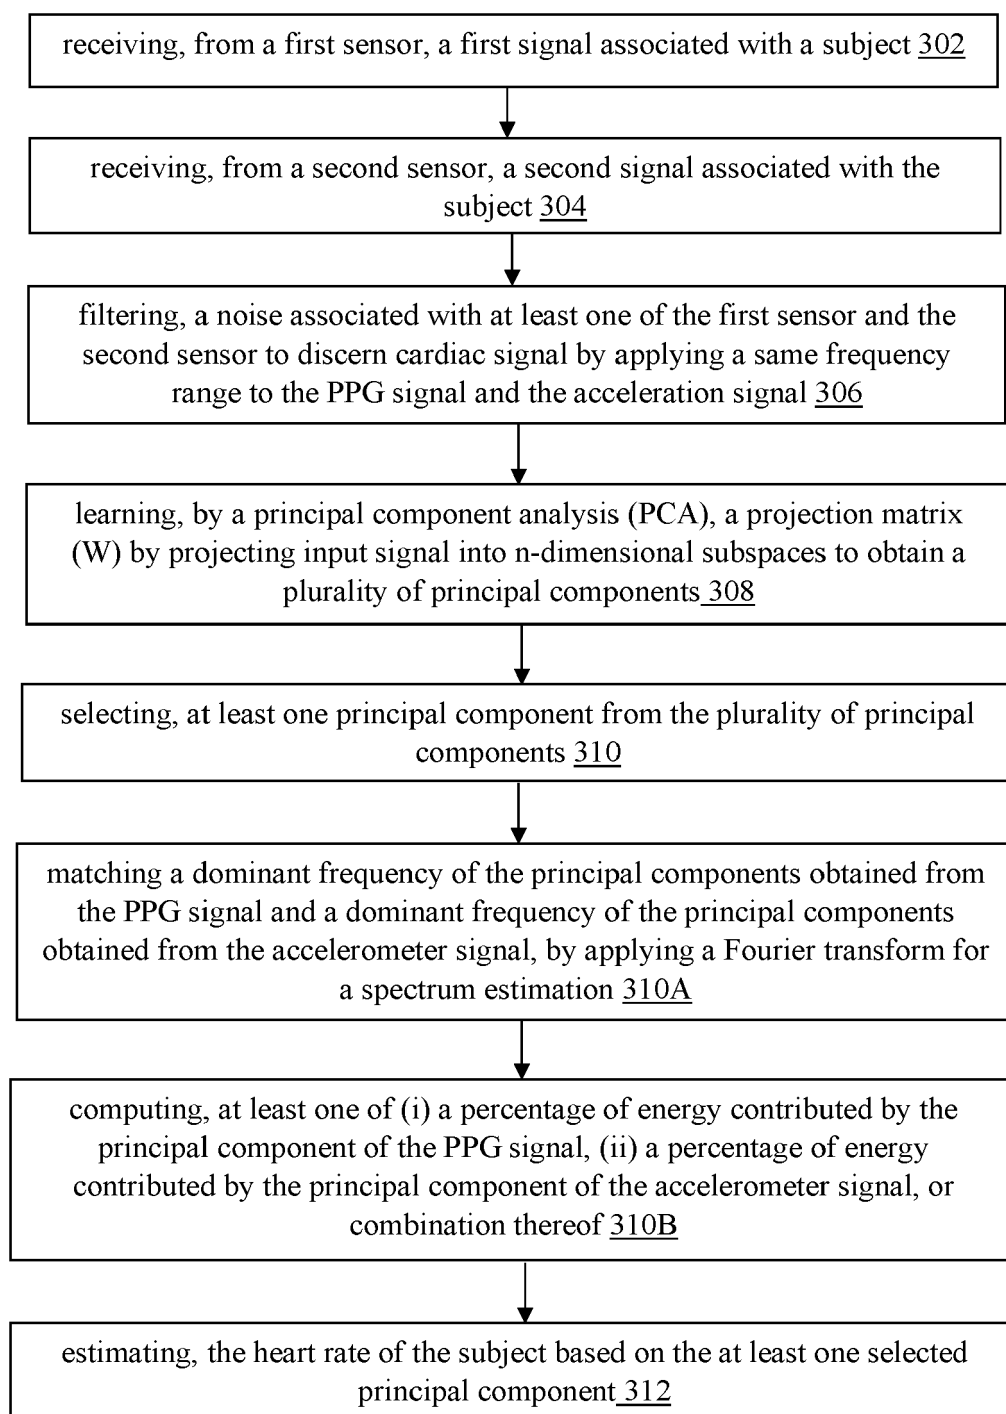 receiving, from a first sensor, a first signal associated with a subject 302
receiving, from a second sensor, a second signal associated with the
subject 304
filtering, a noise associated with at least one of the first sensor and the
second sensor to discern cardiac signal by applying a same frequency
range to the PPG signal and the acceleration signal 306
learning, by a principal component analysis (PCA), a projection matrix
(W) by projecting input signal into n-dimensional subspaces to obtain a
plurality of principal components 308
selecting, at least one principal component from the plurality of principal
components 310
matching a dominant frequency of the principal components obtained from
the PPG signal and a dominant frequency of the principal components
obtained from the accelerometer signal, by applying a Fourier transform for
a spectrum estimation 310A
computing, at least one of (i) a percentage of energy contributed by the
principal component of the PPG signal, (ii) a percentage of energy
contributed by the principal component of the accelerometer signal, or
combination thereof 310B
estimating, the heart rate of the subject based on the at least one selected
principal component 312